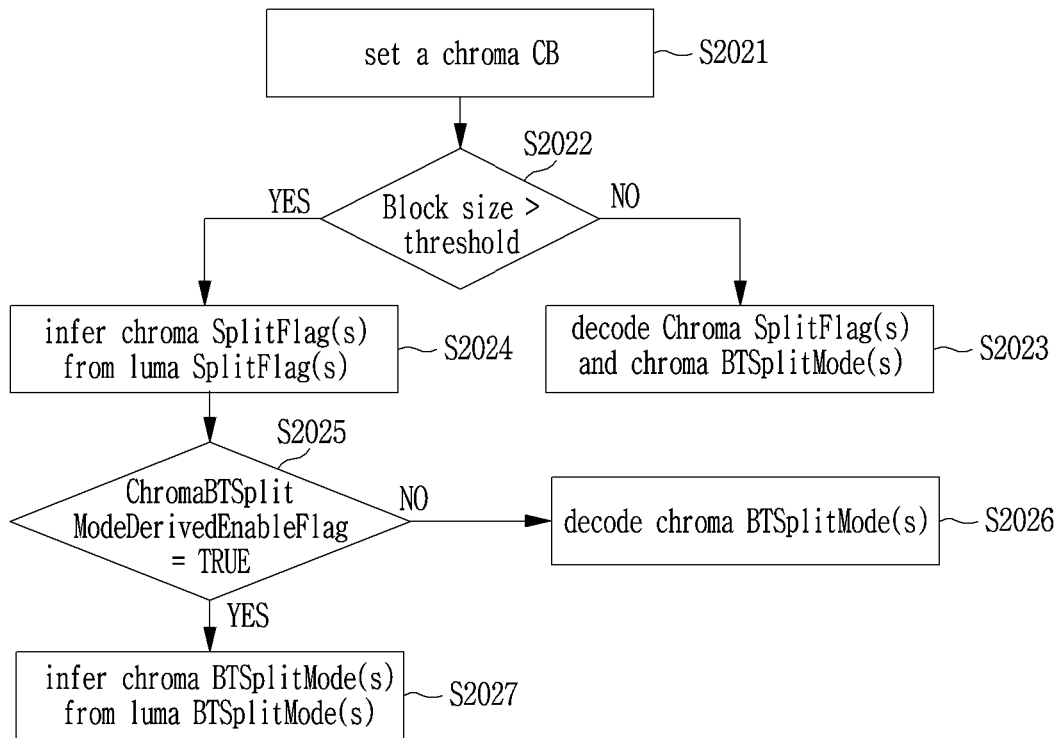 set a chroma CB
S2021
S2022
YES
Block size >
threshold
NO
infer chroma SplitFlag(s)
from luma SplitFlag(s)
S2024
decode Chroma SplitFlag(s)
and chroma BTSplitMode(s)
S2023
S2025
ChromaBTSplit
ModeDerivedEnableFlag
= TRUE
NO
decode chroma BTSplitMode(s)
S2026
YES
infer chroma BTSplitMode(s)
from luma BTSplitMode(s)
S2027